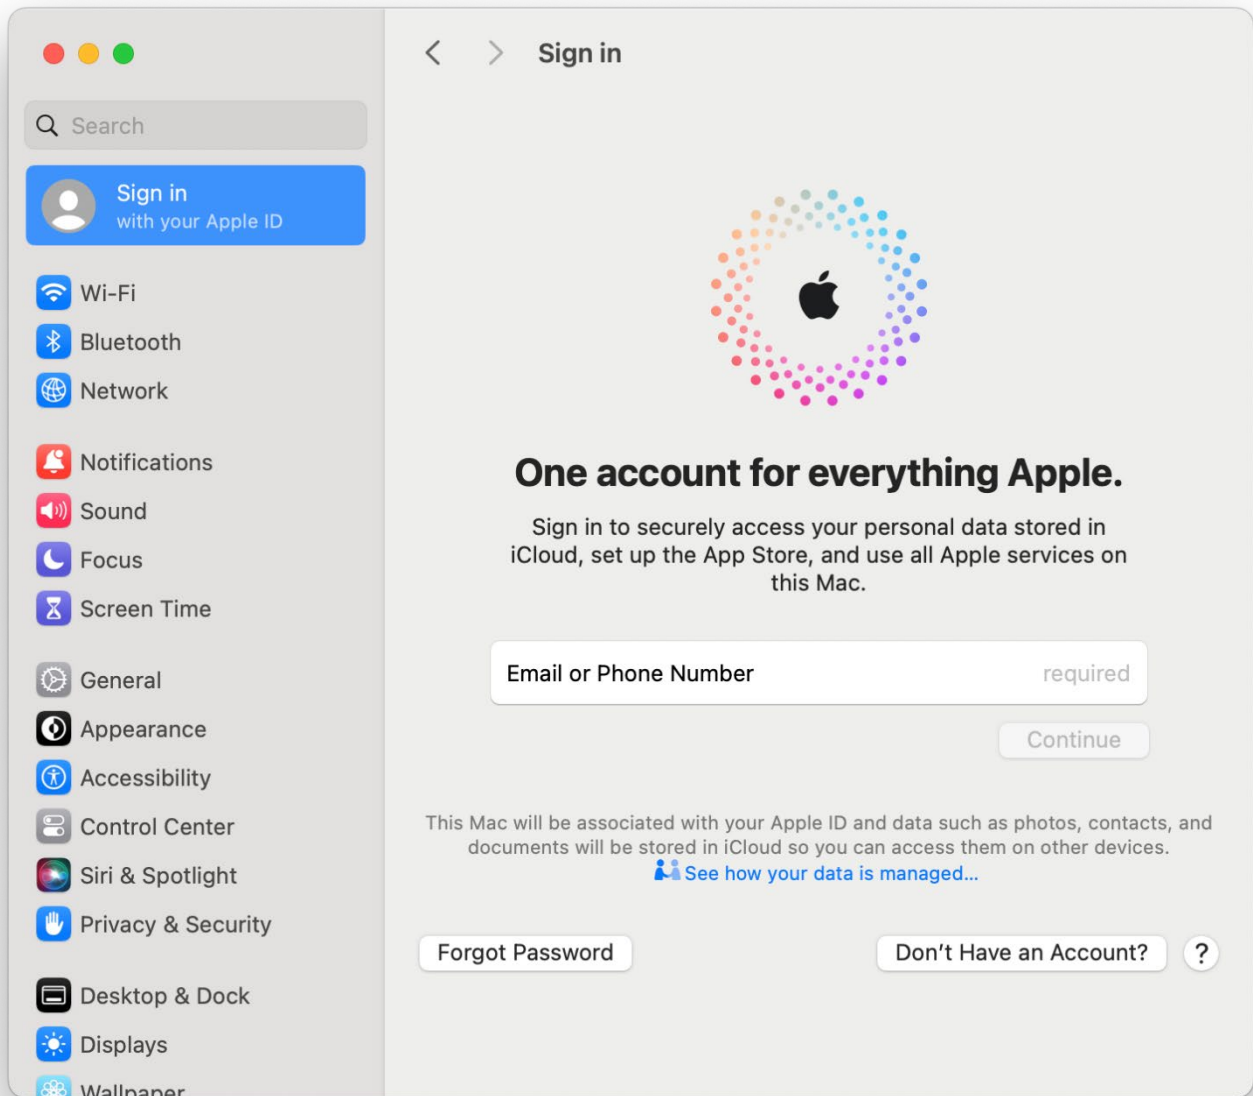 Sign in
Search
Sign in
with your Apple ID
Wi-Fi
Bluetooth
Network
Notifications
Sound
Focus
Screen Time
General
Appearance
Accessibility
Control Center
Siri & Spotlight
Privacy & Security
Desktop & Dock
Displays
Wallpaper
One account for everything Apple.
Sign in to securely access your personal data stored in
iCloud, set up the App Store, and use all Apple services on
this Mac.
Email or Phone Number required
Continue
This Mac will be associated with your Apple ID and data such as photos, contacts, and
documents will be stored in iCloud so you can access them on other devices.
See how your data is managed...
Forgot Password
Don’t Have an Account? ?